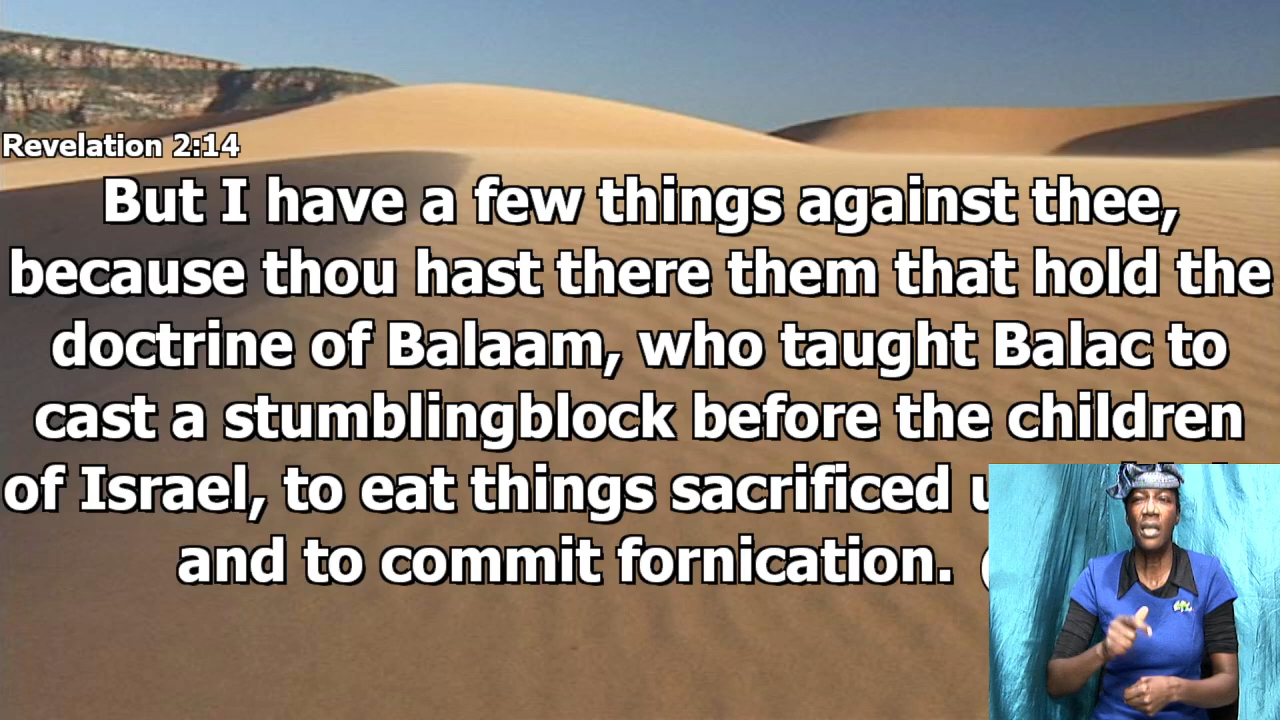 Revelation 2:14
But I have a few things against thee,
because thou hast there them that hold the
doctrine of Balaam, who taught Balac to
cast a stumblingblock before the children
of Israel, to eat things sacrificed
and to commit fornication.